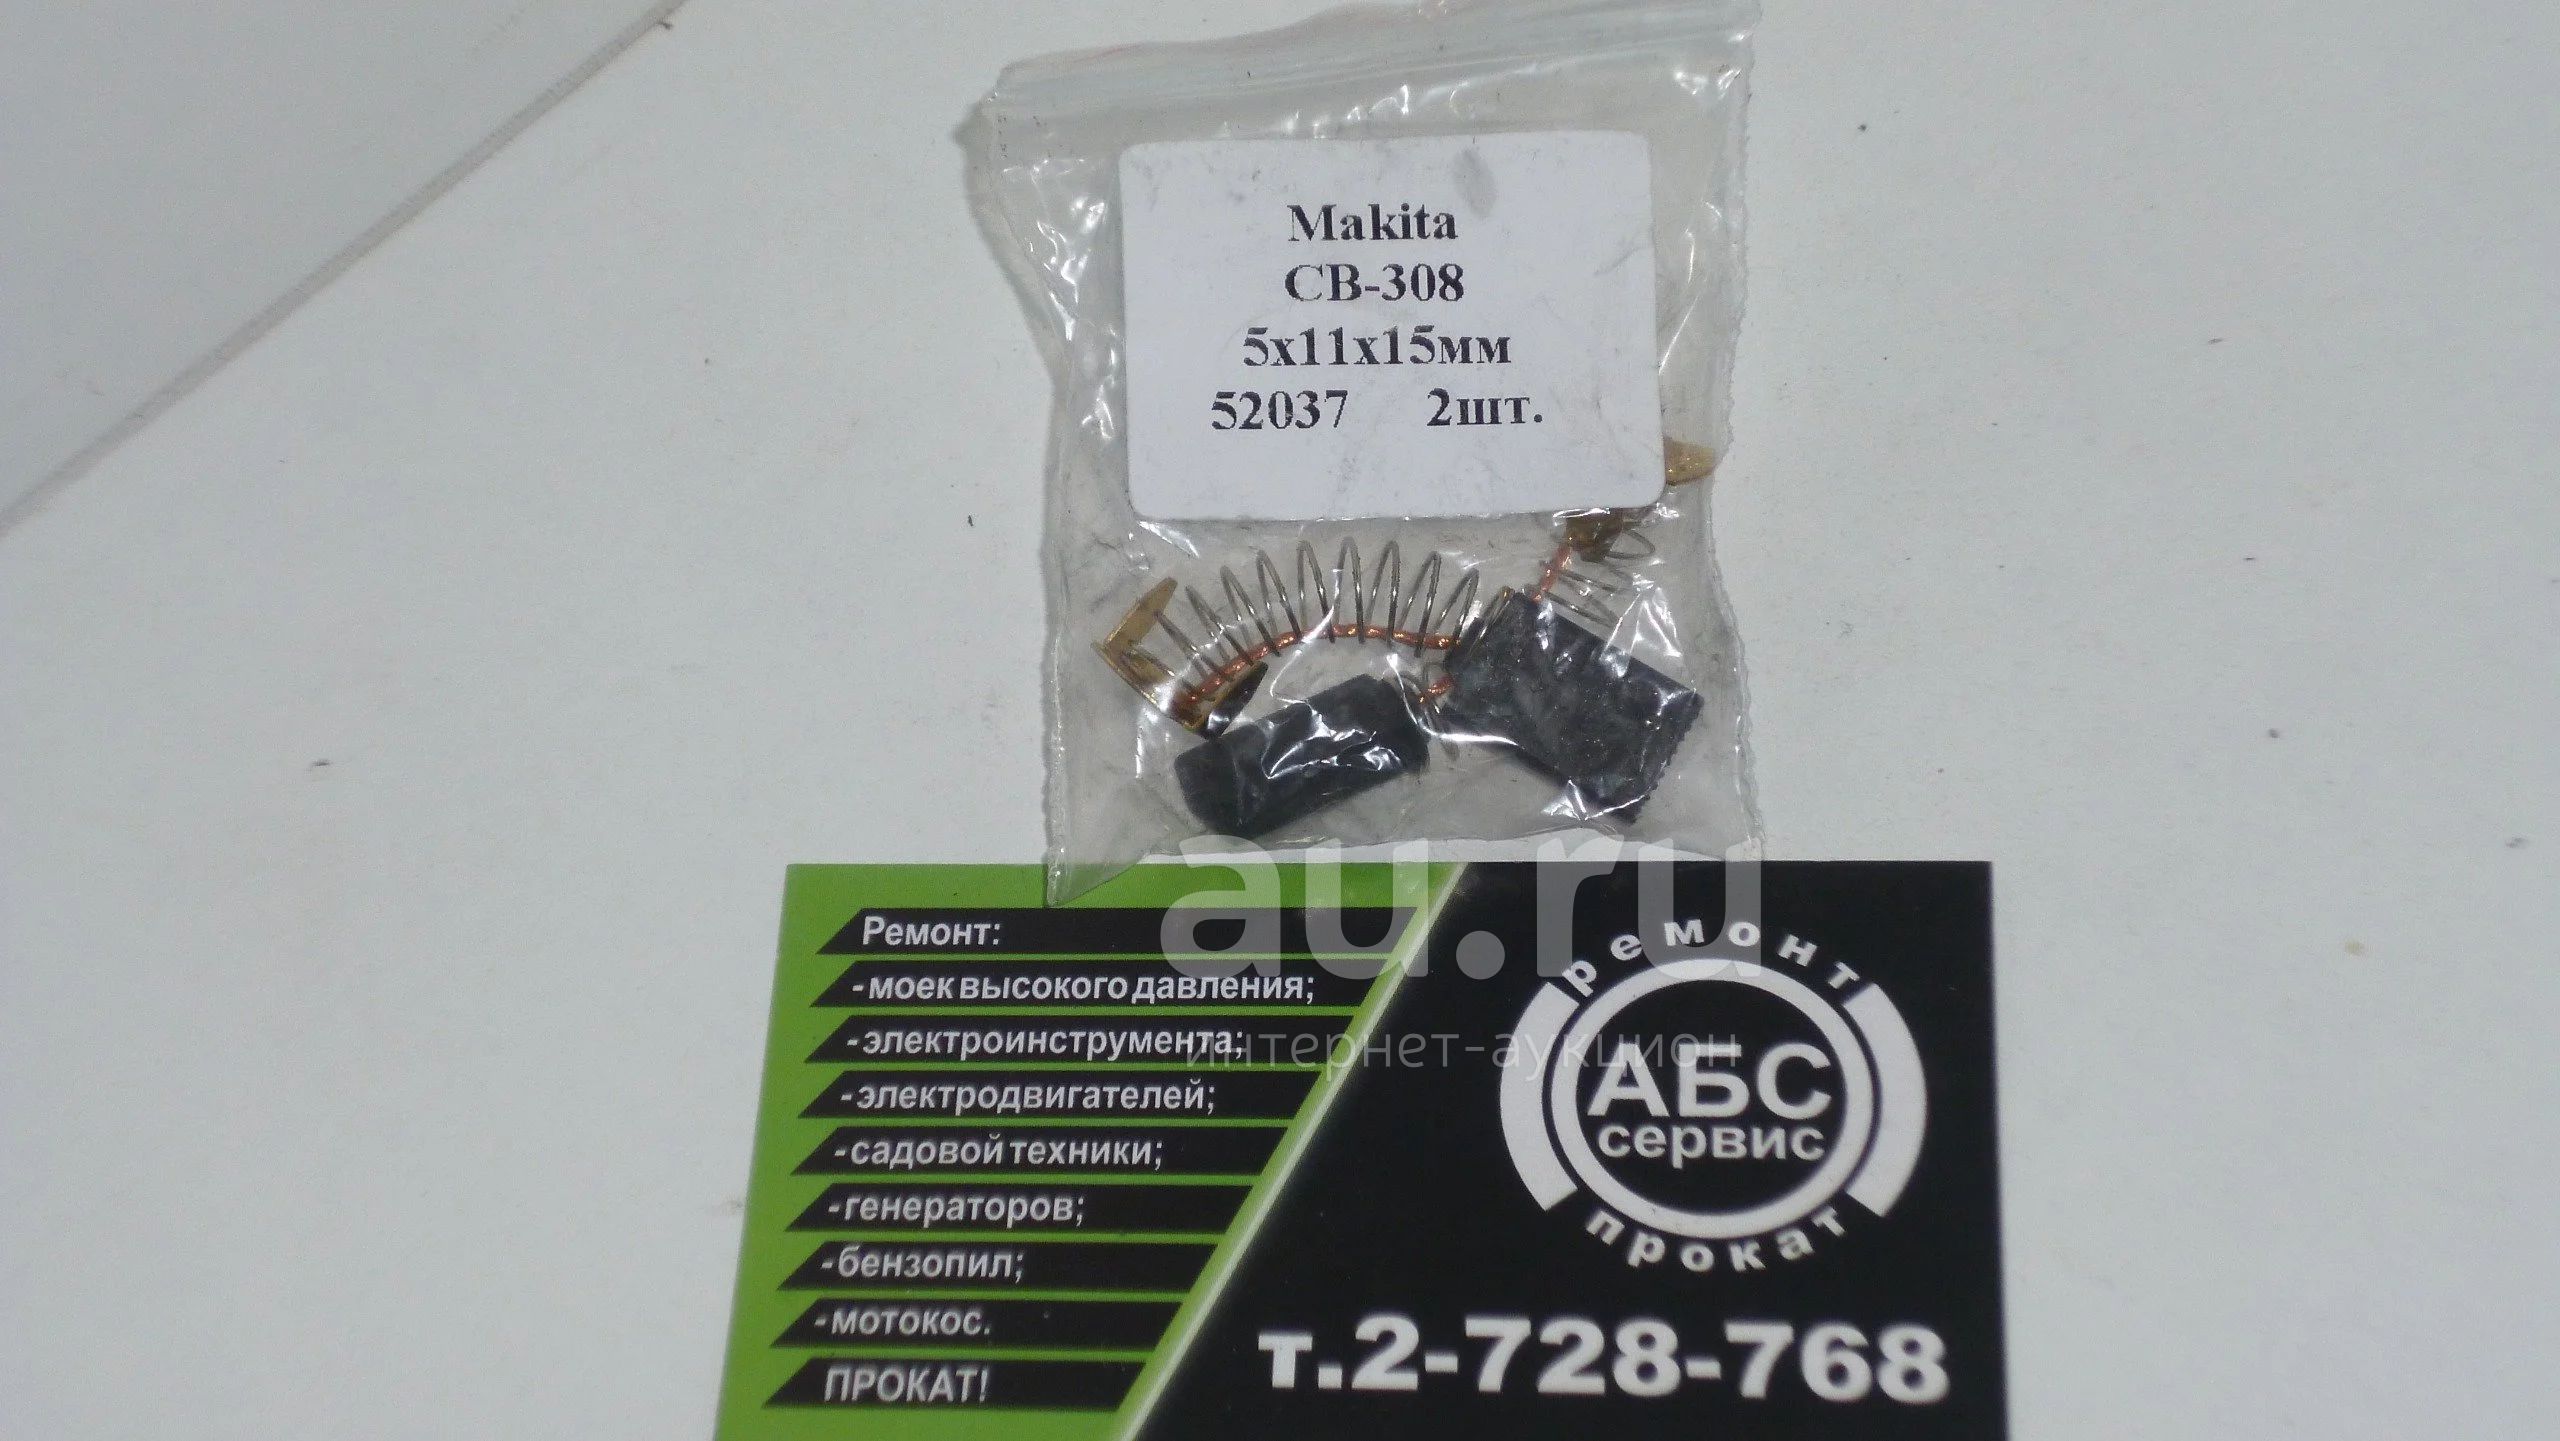 Makita
CB-308
5x11x15мм
52037 2шт.
au.ru
интернет-аукцион
Ремонт:
-моек высокого давления;
-электроинструмента;
-электродвигателей;
-садовой техники;
-генераторов;
-бензопил;
-мотокос.
ПРОКАТ!
ремонт
АБС
сервис
прокат
т.2-728-768